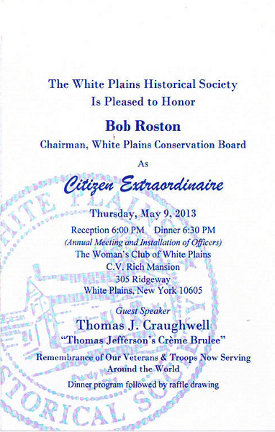 The White Plains Historical Society
Is Pleased to Honor
Bob Roston
Chairman, White Plains Conservation Board
As
Citizen Extraordinaire
Thursday, May 9, 2013
Reception 6:00 PM Dinner 6:30 PM
(Annual Meeting and Installation of Officers)
The Woman's Club of White Plains
C.V. Rich Mansion
305 Ridgeway
White Plains, New York 10605
Guest Speaker
Thomas J. Craughwell
"Thomas Jefferson's Crème Brulee"
Remembrance of Our Veterans & Troops Now Serving
Around the World
Dinner program followed by raffle drawing